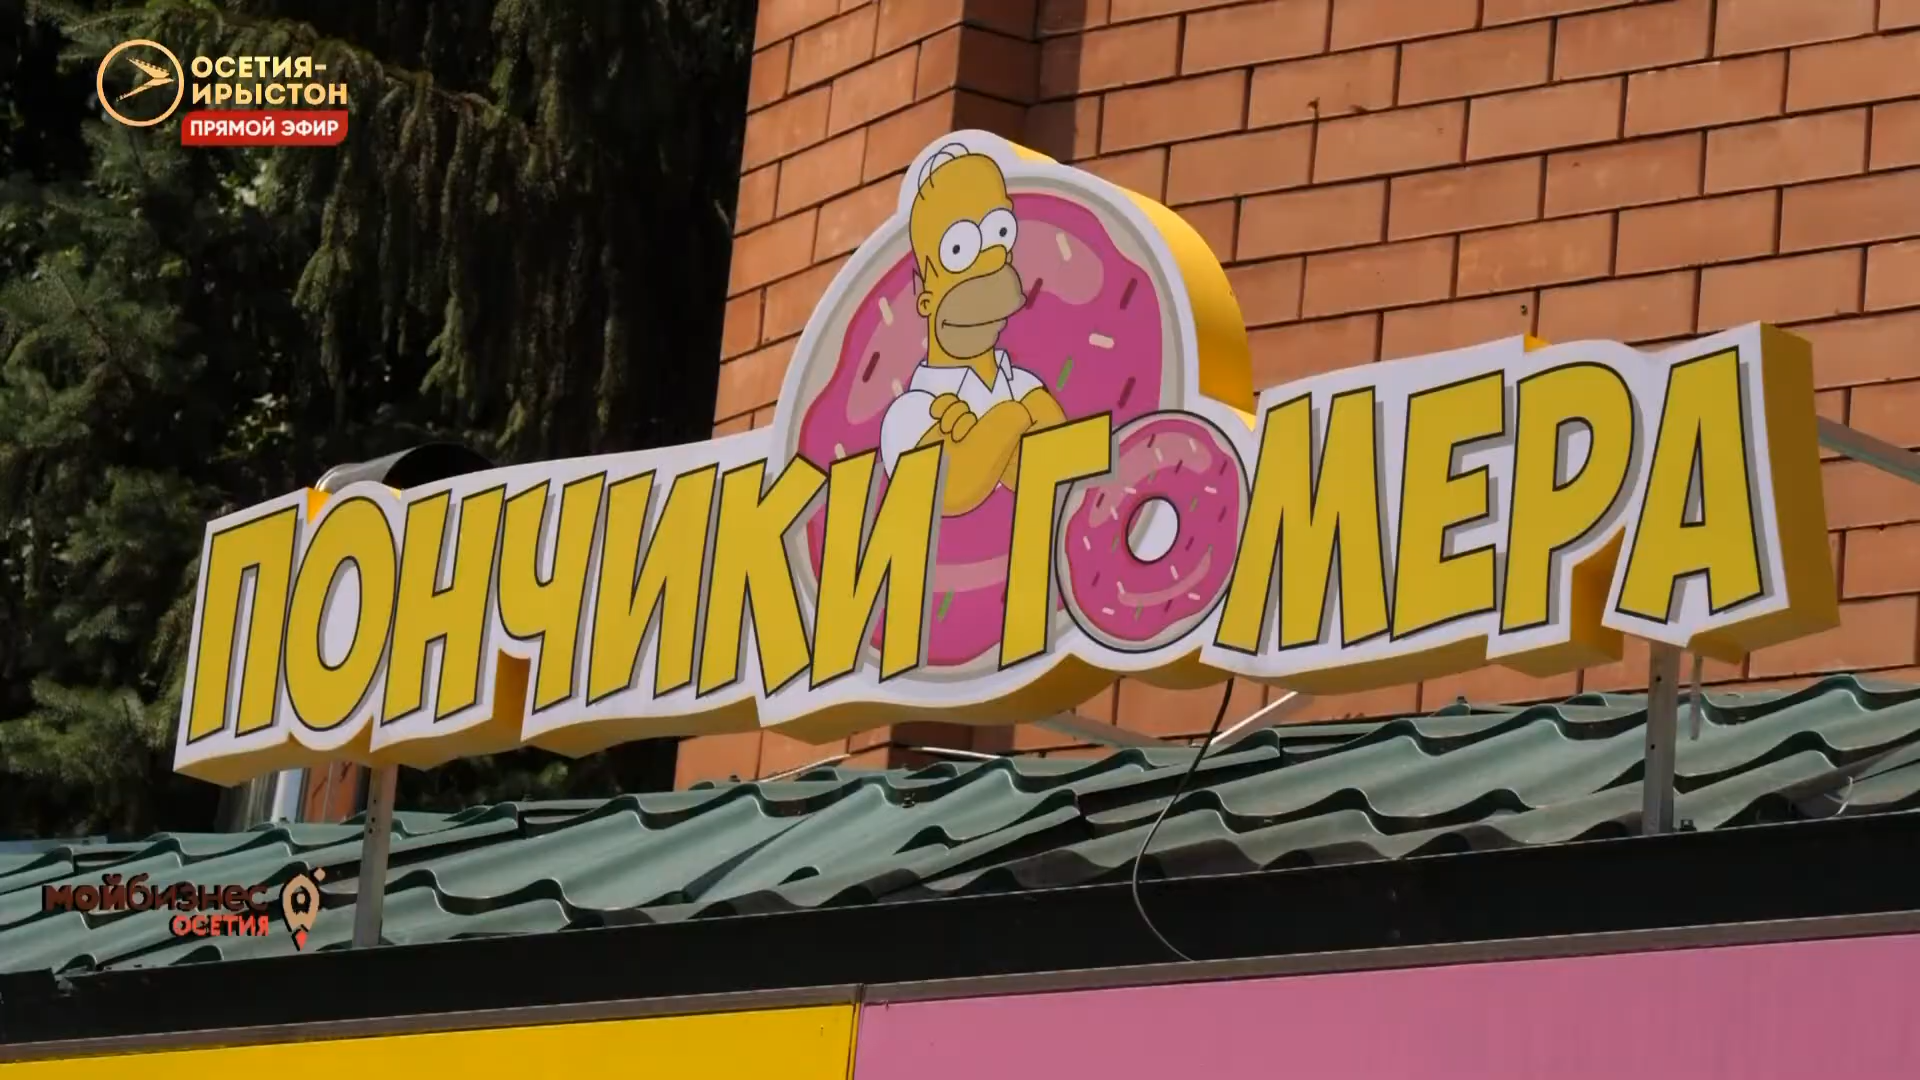 ОСЕТИЯ-
ИРЫСТОН
ПРЯМОЙ ЭФИР
ПОНЧИКИ ГОМЕРА
мойбизнес
ОСЕТИЯ